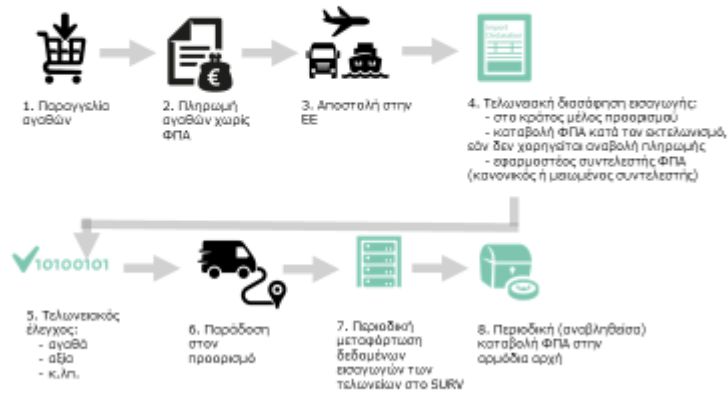 Import
Declaration
1. Παραγγελία
αγαθών
2. Πληρωμή
αγαθών χωρίς
ΦΠΑ
3. Αποστολή στην
ΕΕ
4. Τελωνειακή διασάφηση εισαγωγής:
- στο κράτος μέλος προορισμού
- καταβολή ΦΠΑ κατά τον εκτελωνισμό,
εάν δεν χορηγείται αναβολή πληρωμής
- εφαρμοστέος συντελεστής ΦΠΑ
(κανονικός ή μειωμένος συντελεστής)
10100101
5. Τελωνειακός
έλεγχος:
- αγαθά
- αξία
- κ.λπ.
6. Παράδοση
στον
προορισμό
7. Περιοδική
μεταφόρτωση
δεδομένων
εισαγωγών των
τελωνείων στο SURV
8. Περιοδική (αναβληθείσα)
καταβολή ΦΠΑ στην
αρμόδια αρχή